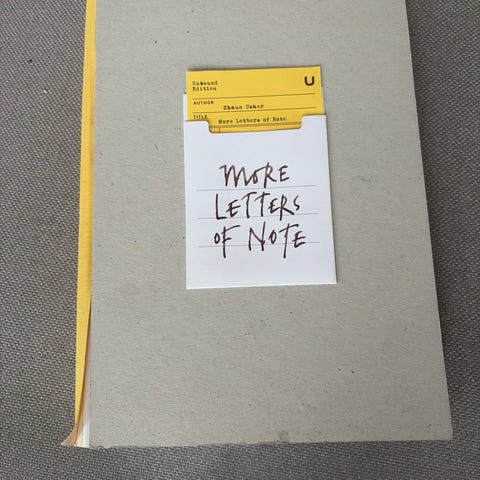 Unbound
Edition
U
AUTHOR Shaun Usher
TITLE More Letters of Note.
MORE
LETTERS
OF NOTE